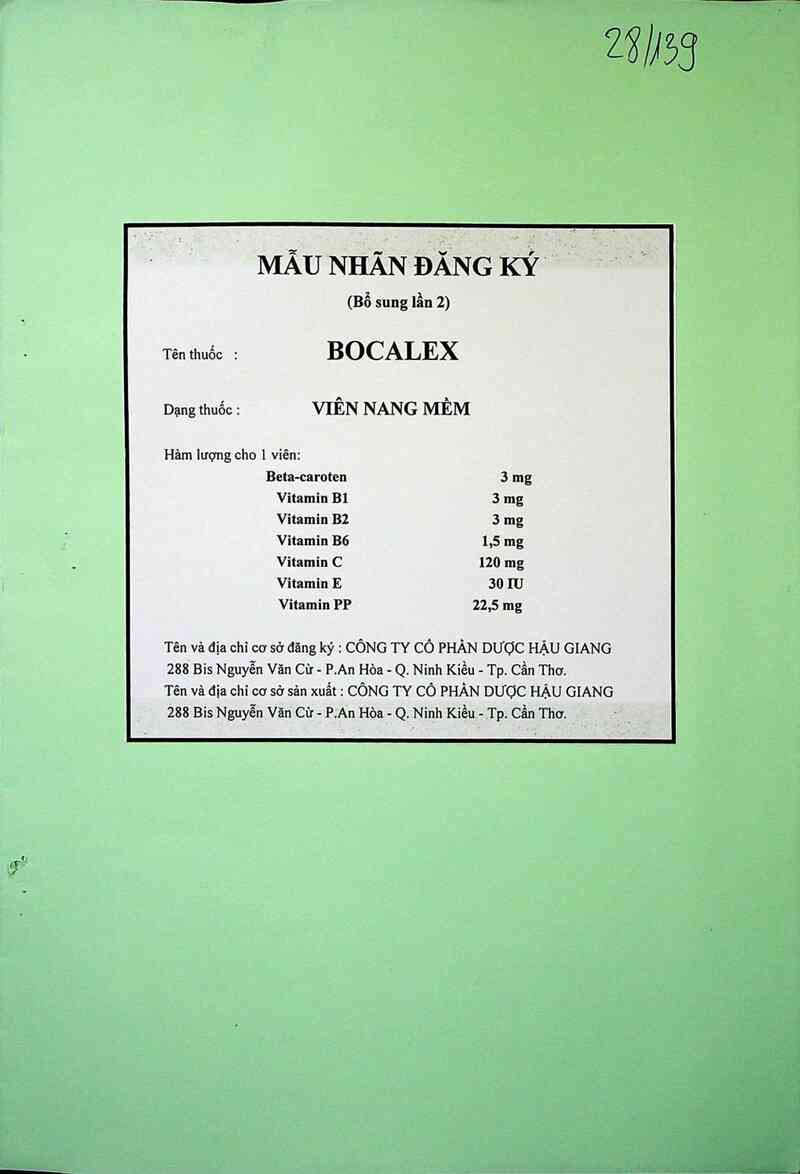 28/139
MẪU NHÃN ĐĂNG KÝ
(Bổ sung lần 2)
Tên thuốc : BOCALEX
Dạng thuốc : VIÊN NANG MỀM
Hàm lượng cho 1 viên:
Beta-caroten 3 mg
Vitamin B1 3 mg
Vitamin B2 3 mg
Vitamin B6 1,5 mg
Vitamin C 120 mg
Vitamin E 30 IU
Vitamin PP 22,5 mg
Tên và địa chỉ cơ sở đăng ký : CÔNG TY CỔ PHẦN DƯỢC HẬU GIANG
288 Bis Nguyễn Văn Cừ - P.An Hòa - Q. Ninh Kiều - Tp. Cần Thơ.
Tên và địa chỉ cơ sở sản xuất : CÔNG TY CỔ PHẦN DƯỢC HẬU GIANG
288 Bis Nguyễn Văn Cừ - P.An Hòa - Q. Ninh Kiều - Tp. Cần Thơ.